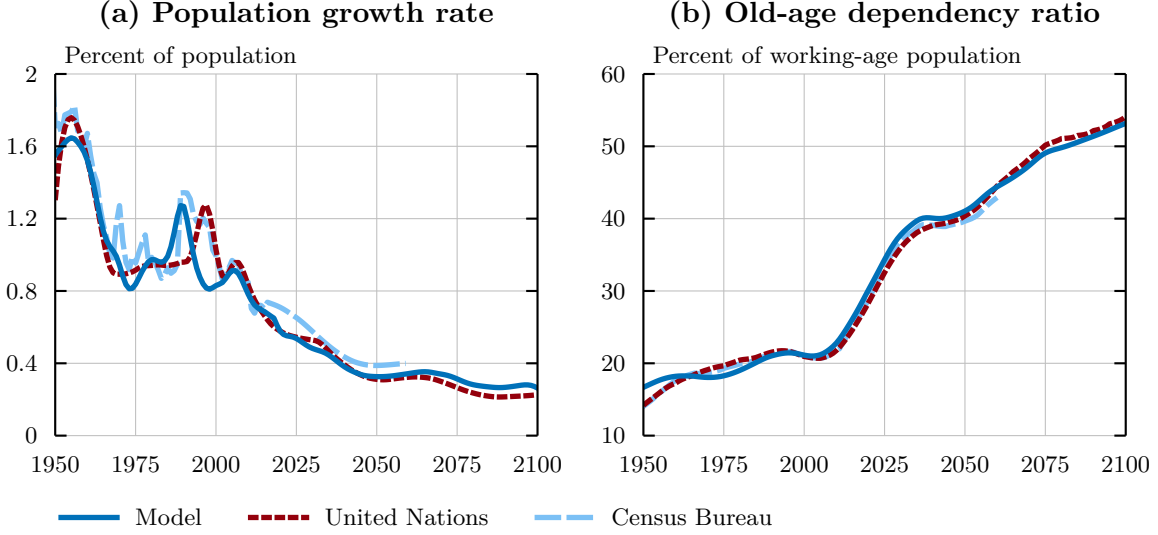 (a) Population growth rate
Percent of population
2
1.6
1.2
0.8
0.4
0
1950 1975 2000 2025 2050 2075 2100
(b) Old-age dependency ratio
Percent of working-age population
60
50
40
30
20
10
1950 1975 2000 2025 2050 2075 2100
Model United Nations Census Bureau